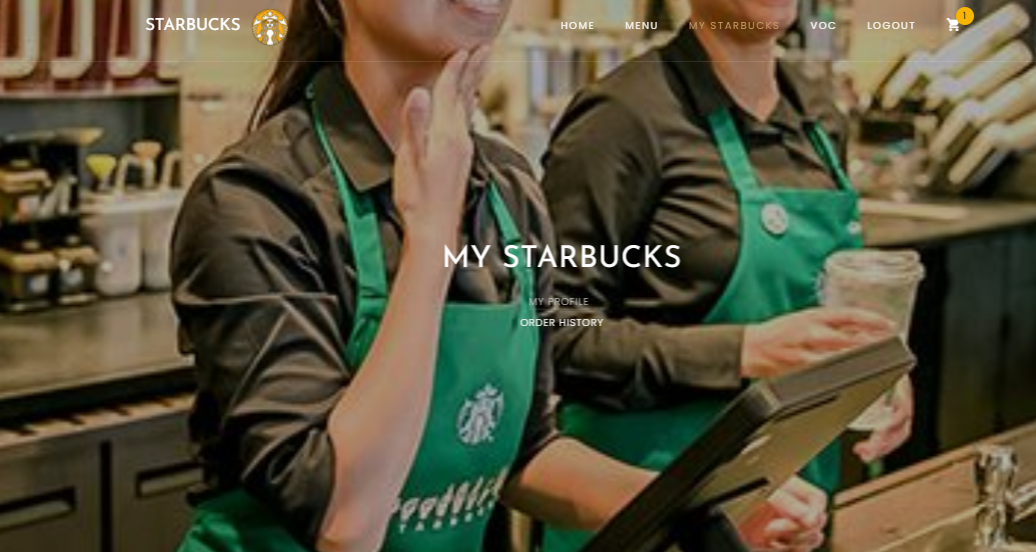 STARBUCKS
HOME MENU MY STARBUCKS VOC LOGOUT 1
MY STARBUCKS
MY PROFILE
ORDER HISTORY